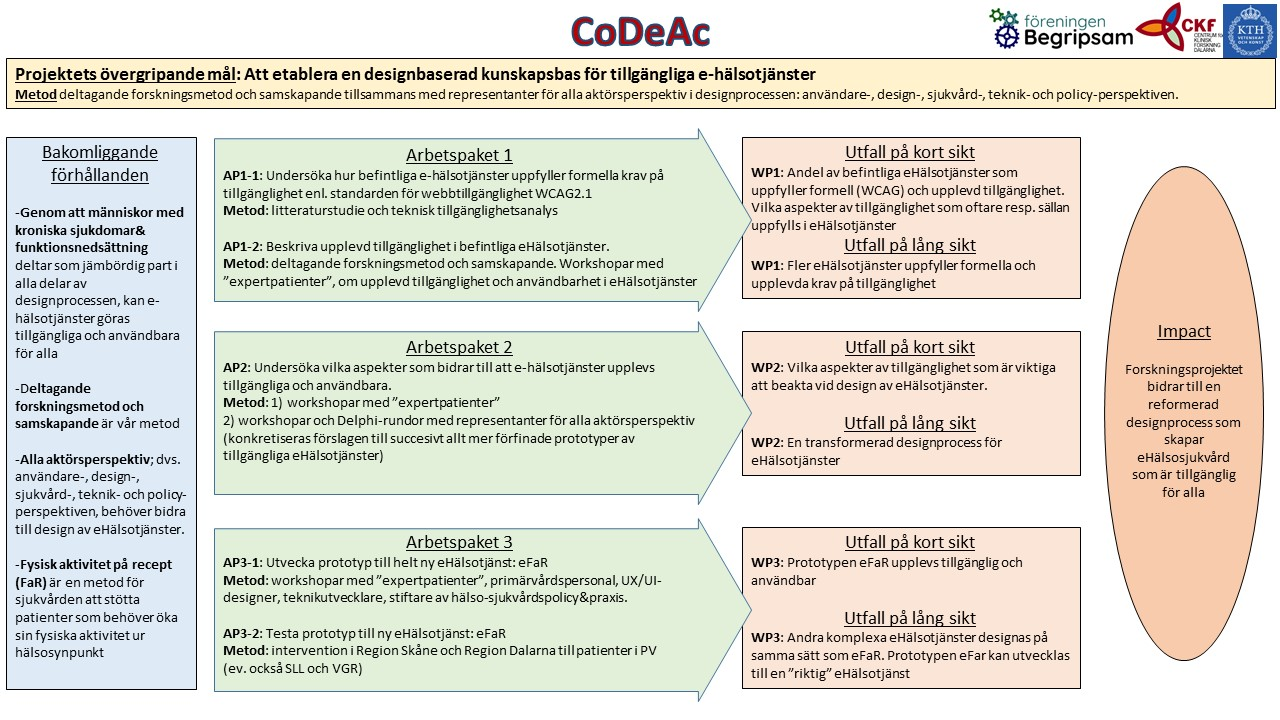 CoDeAc
föreningen
Begripsam
CKF
CENTRUM för
KLINISK
FORSKNING
DALARNA
KTH
VETENSKAP
OCH KONST
Projektets övergripande mål: Att etablera en designbaserad kunskapsbas för tillgängliga e-hälsotjänster
Metod deltagande forskningsmetod och samskapande tillsammans med representanter för alla aktörsperspektiv i designprocessen: användare-, design-, sjukvård-, teknik- och policy-perspektiven.
Bakomliggande
förhållanden
-Genom att människor med
kroniska sjukdomar&
funktionsnedsättning
deltar som jämbördig part i
alla delar av
designprocessen, kan e-
hälsotjänster göras
tillgängliga och användbara
för alla
-Deltagande
forskningsmetod och
samskapande är vår metod
-Alla aktörsperspektiv; dvs.
användare-, design-,
sjukvård-, teknik- och policy-
perspektiven, behöver bidra
till design av eHälsotjänster.
-Fysisk aktivitet på recept
(FaR) är en metod för
sjukvården att stötta
patienter som behöver öka
sin fysiska aktivitet ur
hälsosynpunkt
Arbetspaket 1
AP1-1: Undersöka hur befintliga e-hälsotjänster uppfyller formella krav på
tillgänglighet enl. standarden för webbtillgänglighet WCAG2.1
Metod: litteraturstudie och teknisk tillgänglighetsanalys
AP1-2: Beskriva upplevd tillgänglighet i befintliga eHälsotjänster.
Metod: deltagande forskningsmetod och samskapande. Workshopar med
”expertpatienter”, om upplevd tillgänglighet och användbarhet i eHälsotjänster
Utfall på kort sikt
WP1: Andel av befintliga eHälsotjänster som
uppfyller formell (WCAG) och upplevd tillgänglighet.
Vilka aspekter av tillgänglighet som oftare resp. sällan
uppfylls i eHälsotjänster
Utfall på lång sikt
WP1: Fler eHälsotjänster uppfyller formella och
upplevda krav på tillgänglighet
Arbetspaket 2
AP2: Undersöka vilka aspekter som bidrar till att e-hälsotjänster upplevs
tillgängliga och användbara.
Metod: 1) workshopar med ”expertpatienter”
2) workshopar och Delphi-rundor med representanter för alla aktörsperspektiv
(konkretiseras förslagen till succesivt allt mer förfinade prototyper av
tillgängliga eHälsotjänster)
Utfall på kort sikt
WP2: Vilka aspekter av tillgänglighet som är viktiga
att beakta vid design av eHälsotjänster.
Utfall på lång sikt
WP2: En transformerad designprocess för
eHälsotjänster
Arbetspaket 3
AP3-1: Utvecka prototyp till helt ny eHälsotjänst: eFaR
Metod: workshopar med ”expertpatienter”, primärvårdspersonal, UX/UI-
designer, teknikutvecklare, stiftare av hälso-sjukvårdspolicy&praxis.
AP3-2: Testa prototyp till ny eHälsotjänst: eFaR
Metod: intervention i Region Skåne och Region Dalarna till patienter i PV
(ev. också SLL och VGR)
Utfall på kort sikt
WP3: Prototypen eFaR upplevs tillgänglig och
användbar
Utfall på lång sikt
WP3: Andra komplexa eHälsotjänster designas på
samma sätt som eFaR. Prototypen eFar kan utvecklas
till en ”riktig” eHälsotjänst
Impact
Forskningsprojektet
bidrar till en
reformerad
designprocess som
skapar
eHälsosjukvård
som är tillgänglig
för alla